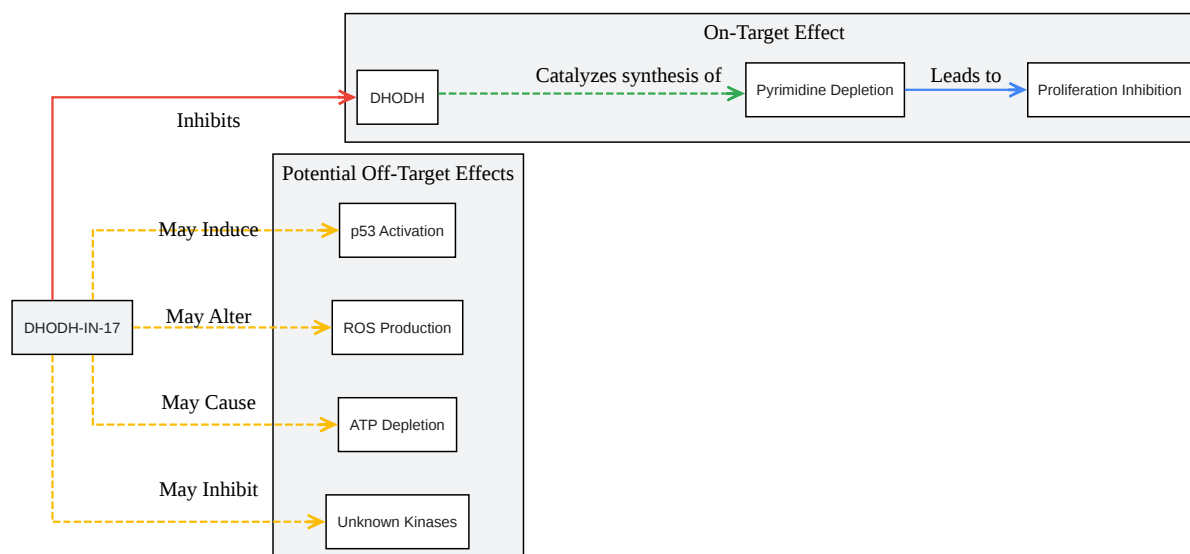 On-Target Effect
DHODH
Catalyzes synthesis of
Pyrimidine Depletion
Leads to
Proliferation Inhibition
Inhibits
Potential Off-Target Effects
May Induce
p53 Activation
DHODH-IN-17
May Alter
ROS Production
May Cause
ATP Depletion
May Inhibit
Unknown Kinases